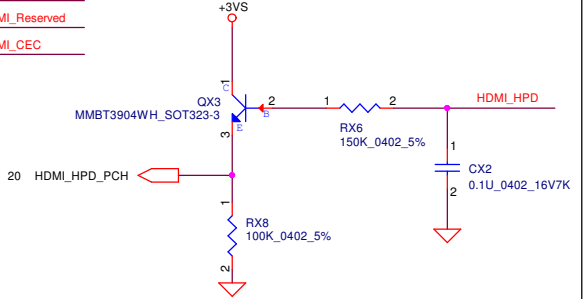 MI_Reserved
MI_CEC
+3VS
1
C
QX3
MMBT3904WH_SOT323-3
2
B
E
3
1
2
RX6
150K_0402_5%
HDMI_HPD
1
CX2
0.1U_0402_16V7K
2
20 HDMI_HPD_PCH
1
RX8
100K_0402_5%
2